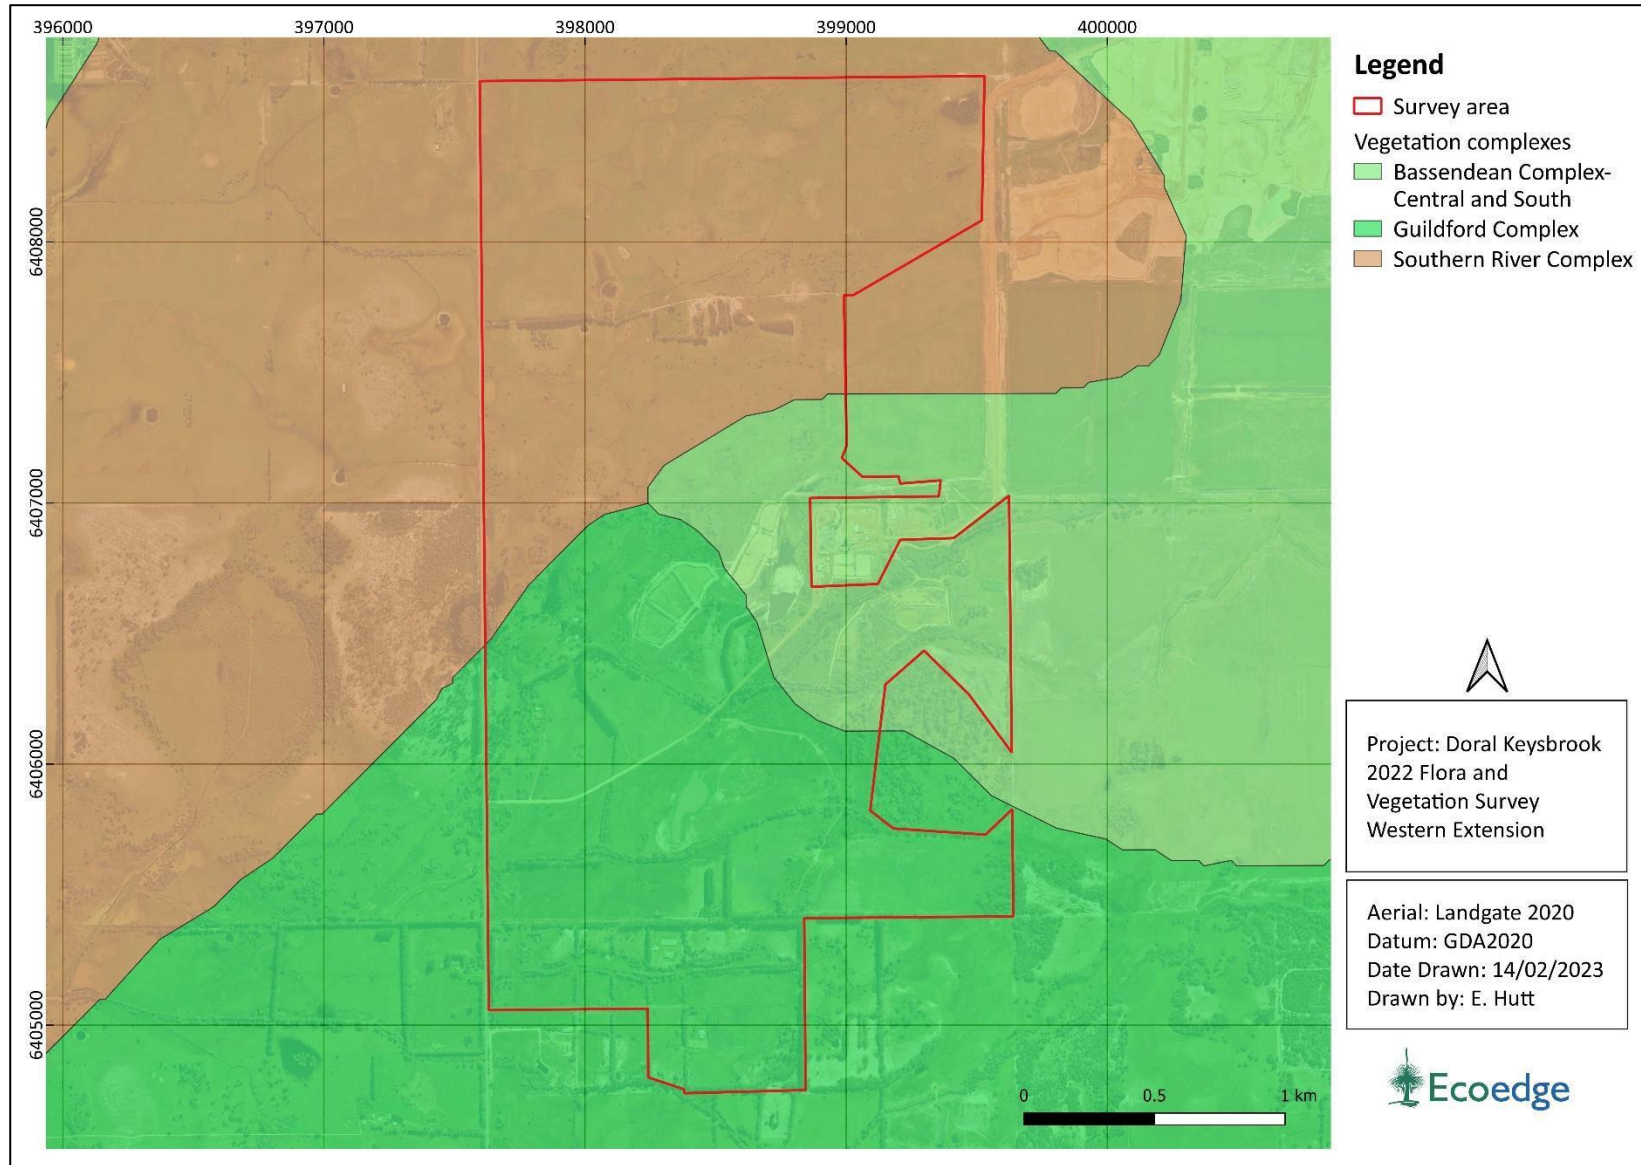 396000
397000
398000
399000
400000
6408000
6407000
6406000
6405000
0
0.5
1 km
Legend
Survey area
Vegetation complexes
Bassendean Complex-
Central and South
Guildford Complex
Southern River Complex
Project: Doral Keysbrook
2022 Flora and
Vegetation Survey
Western Extension
Aerial: Landgate 2020
Datum: GDA2020
Date Drawn: 14/02/2023
Drawn by: E. Hutt
Ecoedge